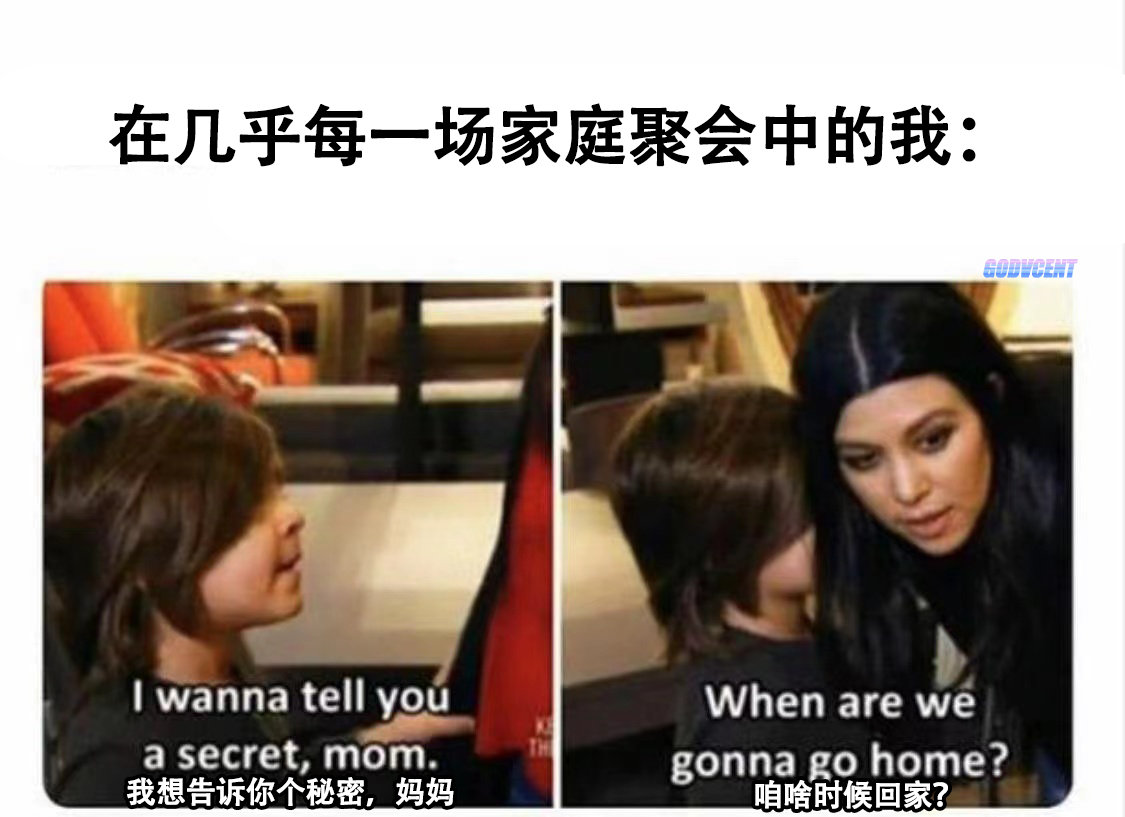 在几乎每一场家庭聚会中的我：
GODVCENT
I wanna tell you
a secret, mom.
我想告诉你个秘密，妈妈
When are we
gonna go home?
咱啥时候回家？